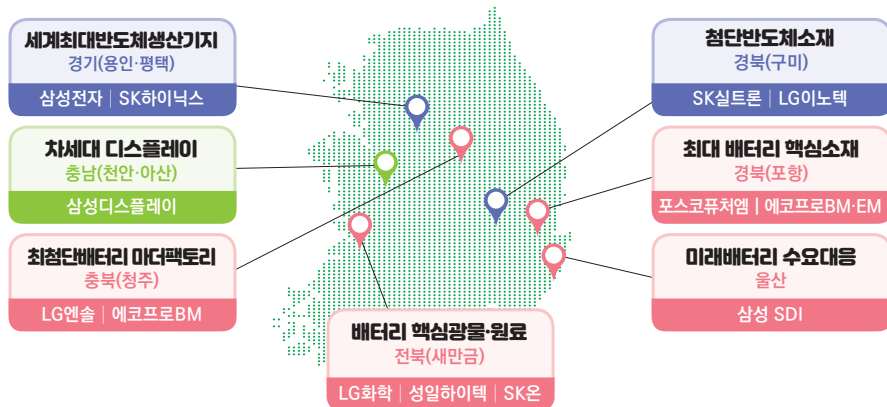 세계최대반도체생산기지
경기(용인·평택)
삼성전자 | SK하이닉스
차세대 디스플레이
충남(천안·아산)
삼성디스플레이
최첨단배터리 마더팩토리
충북(청주)
LG엔솔 | 에코프로BM
배터리 핵심광물·원료
전북(새만금)
LG화학 | 성일하이텍 | SK온
첨단반도체소재
경북(구미)
SK실트론 | LG이노텍
최대 배터리 핵심소재
경북(포항)
포스코퓨처엠 | 에코프로BM·EM
미래배터리 수요대응
울산
삼성 SDI